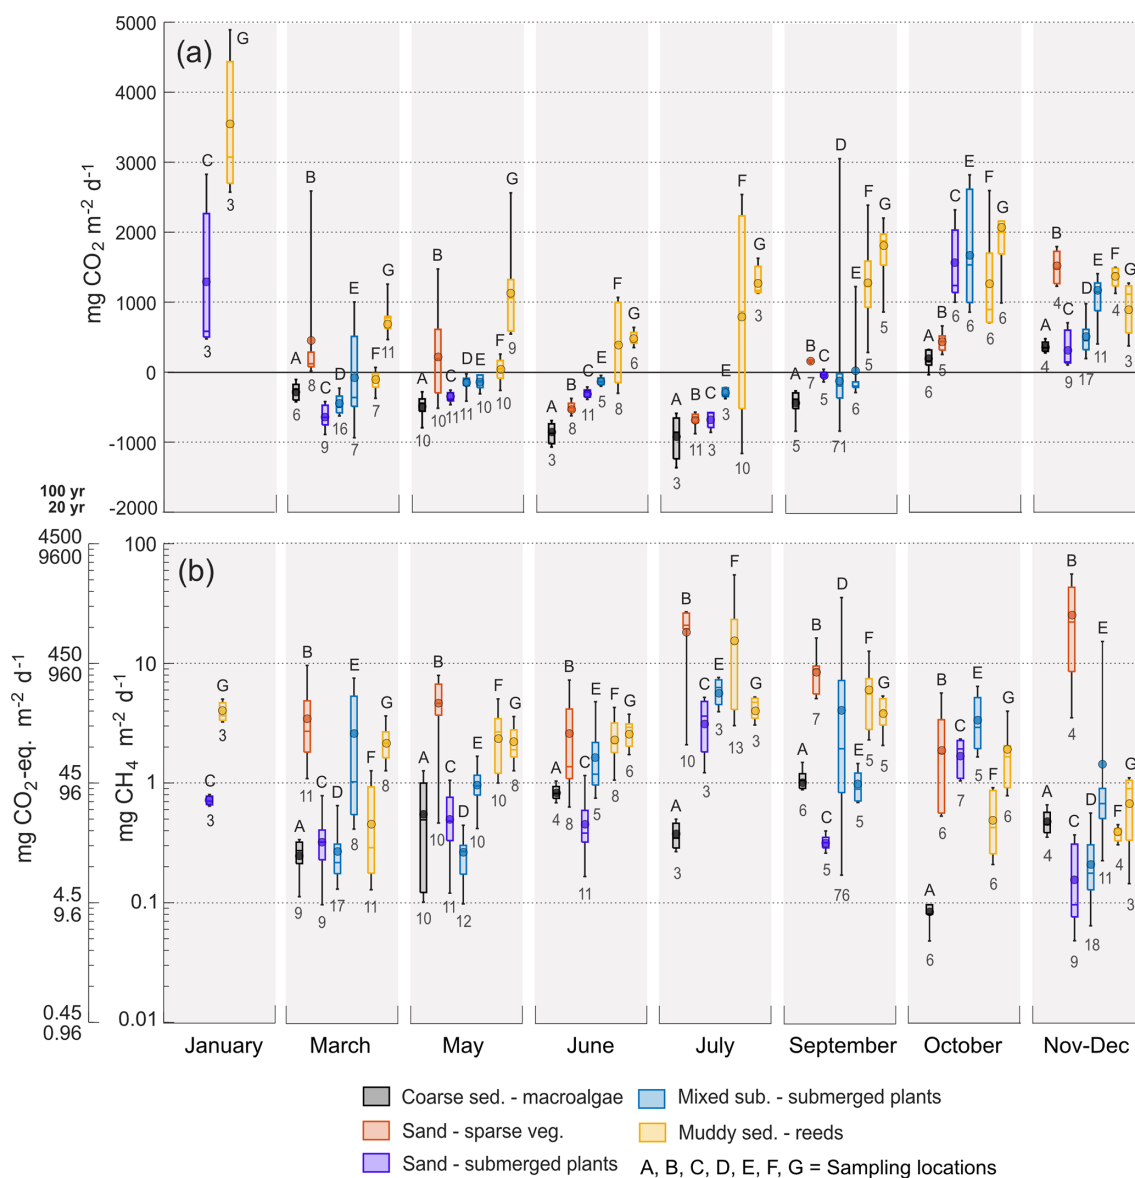 (a)
5000
4000
3000
2000
1000
0
-1000
-2000
mg CO₂ m⁻² d⁻¹
C 3
G 3
A 6
B 8
C 9
D 16
E 7
F 7
G 11
A 10
B 10
C 11
D 11
E 10
F 10
G 9
A 3
B 8
C 11
E 5
F 8
G 6
A 3
B 11
C 3
E 3
F 10
G 3
A 5
B 7
C 5
D 71
E 6
F 5
G 5
A 6
B 5
C 6
E 6
F 6
G 6
A 4
B 4
C 9
D 17
E 11
F 4
G 3
100 yr
20 yr
4500
9600
450
960
45
96
4.5
9.6
0.45
0.96
mg CO₂-eq. m⁻² d⁻¹
(b)
100
10
1
0.1
0.01
mg CH₄ m⁻² d⁻¹
C 3
G 3
A 9
B 11
C 9
D 17
E 8
F 11
G 8
A 10
B 10
C 11
D 12
E 10
F 10
G 8
A 4
B 8
C 11
E 5
F 8
G 6
A 3
B 10
C 3
E 3
F 13
G 3
A 6
B 7
C 5
D 76
E 5
F 5
G 5
A 6
B 6
C 7
E 5
F 6
G 6
A 4
B 4
C 9
D 18
E 11
F 4
G 3
January
March
May
June
July
September
October
Nov-Dec
Coarse sed. - macroalgae
Sand - sparse veg.
Sand - submerged plants
Mixed sub. - submerged plants
Muddy sed. - reeds
A, B, C, D, E, F, G = Sampling locations